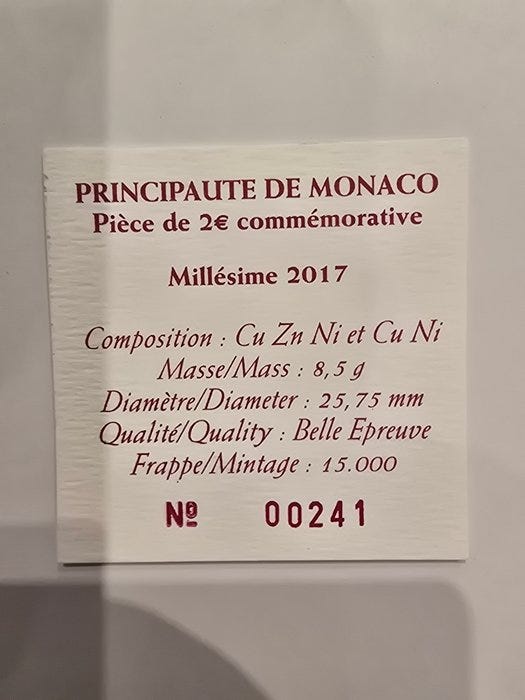 PRINCIPAUTE DE MONACO
Pièce de 2€ commémorative
Millésime 2017
Composition : Cu Zn Ni et Cu Ni
Masse/Mass : 8,5 g
Diamètre/Diameter : 25,75 mm
Qualité/Quality : Belle Epreuve
Frappe/Mintage : 15.000
Nº 00241